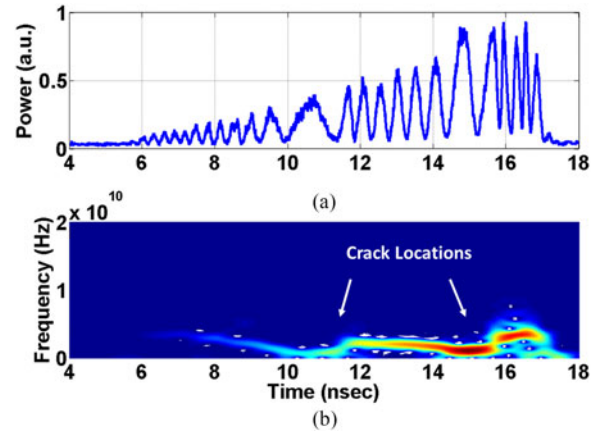 1
0.5
0
Power (a.u.)
4 6 8 10 12 14 16 18
(a)
x 10^10
2
1
0
Frequency (Hz)
Crack Locations
4 6 8 10 12 14 16 18
Time (nsec)
(b)